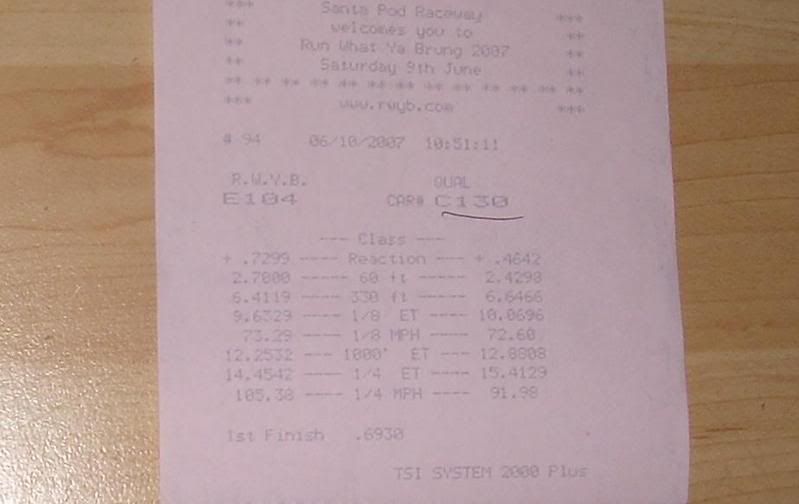 *** Santa Pod Raceway ***
** welcomes you to **
** Run What Ya Brung 2007 **
** Saturday 9th June **
** ** ** ** ** ** ** ** ** ** ** **
*** www.rwyb.com ***
# 94 06/10/2007 10:51:11
R.W.Y.B. QUAL
E104 CAR# C130
--- Class ---
+ .7299 ---- Reaction ---- + .4642
2.7000 ----- 60 ft ----- 2.4298
6.4119 ---- 330 ft ----- 6.6466
9.6329 ---- 1/8 ET ---- 10.0696
73.29 ---- 1/8 MPH ---- 72.60
12.2532 --- 1000' ET --- 12.8808
14.4542 ---- 1/4 ET ---- 15.4129
105.38 ---- 1/4 MPH ---- 91.98
1st Finish .6930
TSI SYSTEM 2000 Plus